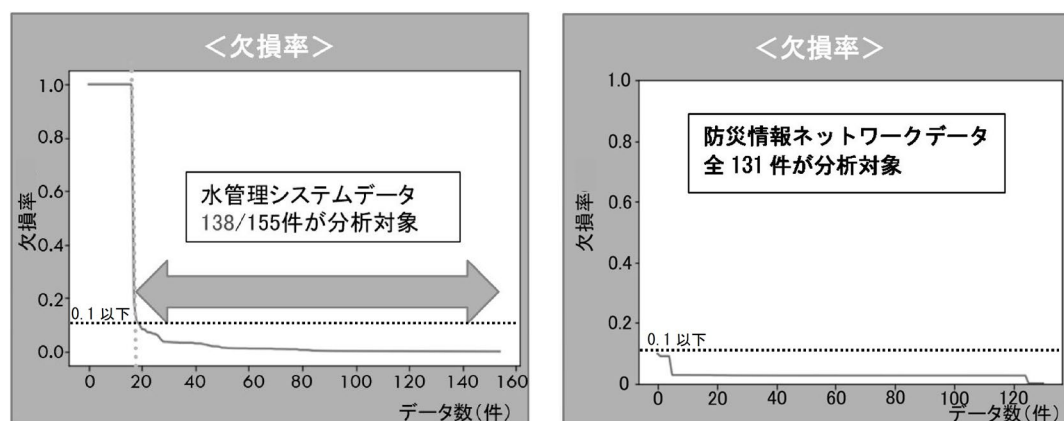 ＜欠損率＞
欠損率
1.0
0.8
0.6
0.4
0.2
0.0
水管理システムデータ
138/155件が分析対象
0.1 以下
0 20 40 60 80 100 120 140 160
データ数(件)
＜欠損率＞
欠損率
1.0
0.8
0.6
0.4
0.2
0
防災情報ネットワークデータ
全 131 件が分析対象
0.1 以下
0 20 40 60 80 100 120
データ数(件)